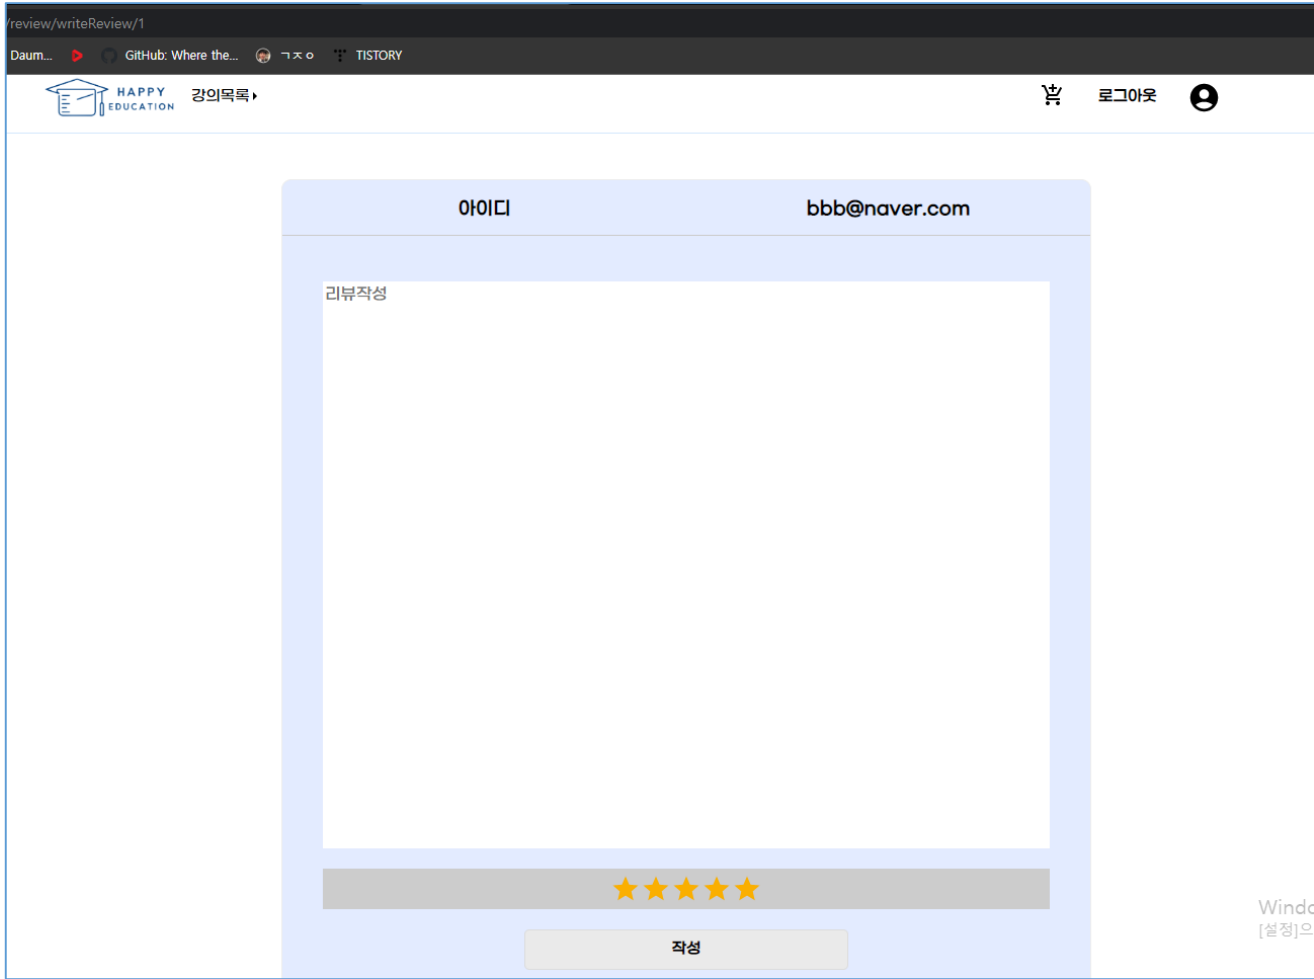 /review/writeReview/1
Daum... GitHub: Where the... ㄱㅈㅇ TISTORY
HAPPY EDUCATION 강의목록 로그아웃
아이디 bbb@naver.com
리뷰작성
작성
Windo
[설정]으